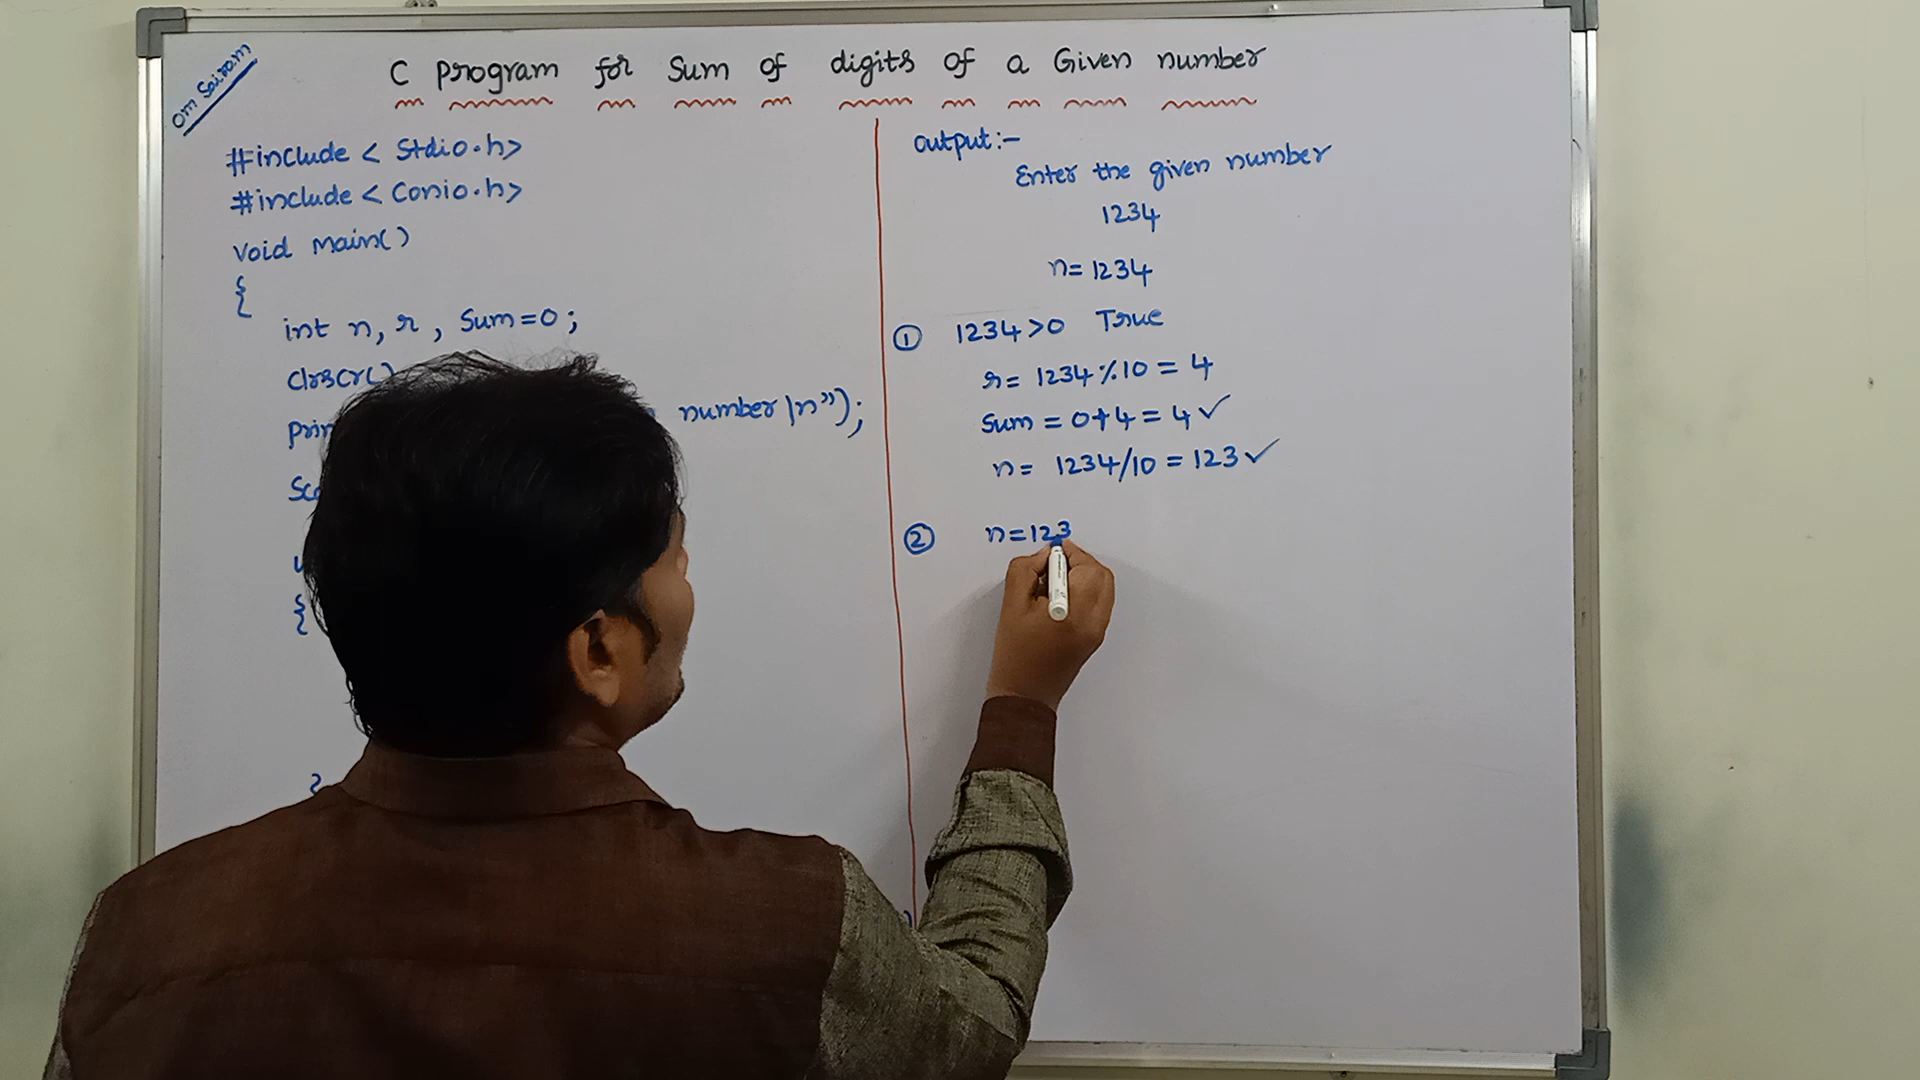 Om Sairam
C program for Sum of digits of a Given number
#include < Stdio.h>
#include < Conio.h>
Void main()
{
int n, r , Sum=0 ;
Clrscr()
number \n");
{
output:-
Enter the given number
1234
n= 1234
① 1234>0 True
r= 1234%10 = 4
Sum = 0+4 = 4 ✓
n= 1234/10 = 123 ✓
② n=123